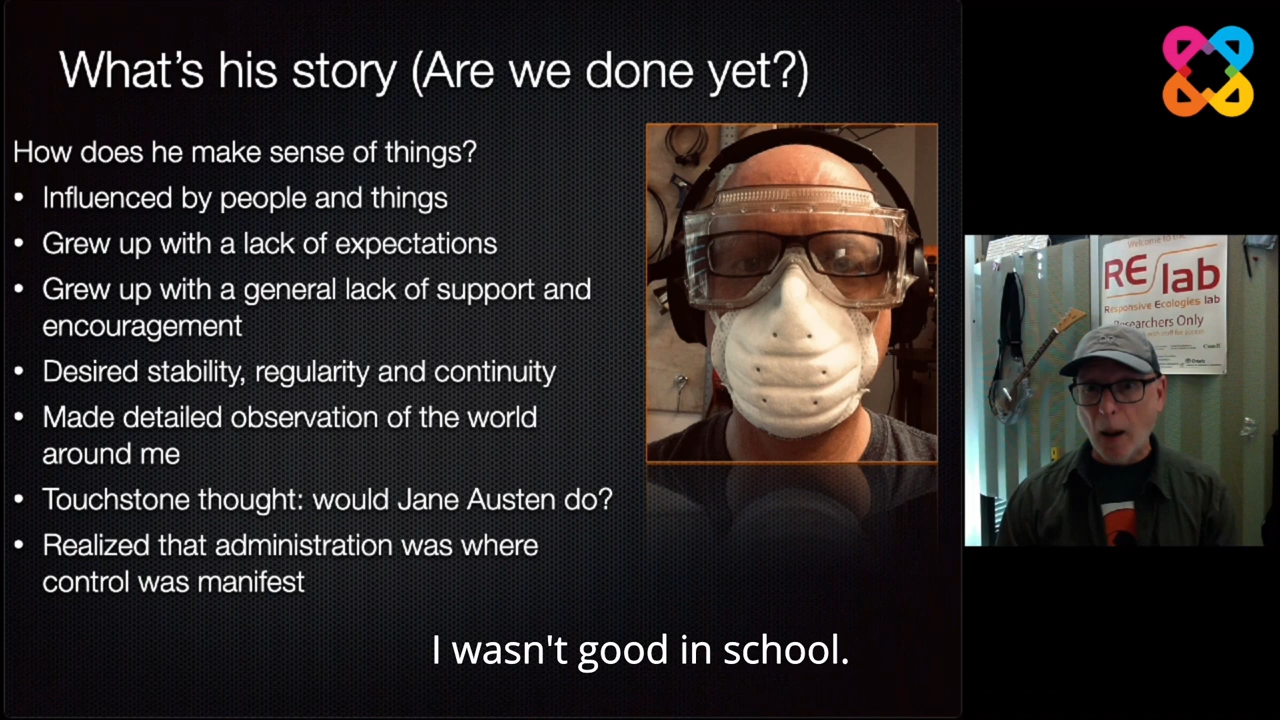 What's his story (Are we done yet?)
How does he make sense of things?
• Influenced by people and things
• Grew up with a lack of expectations
• Grew up with a general lack of support and
encouragement
• Desired stability, regularity and continuity
• Made detailed observation of the world
around me
• Touchstone thought: would Jane Austen do?
• Realized that administration was where
control was manifest
I wasn't good in school.
Welcome to the
RE/lab
Responsive Ecologies lab
Researchers Only